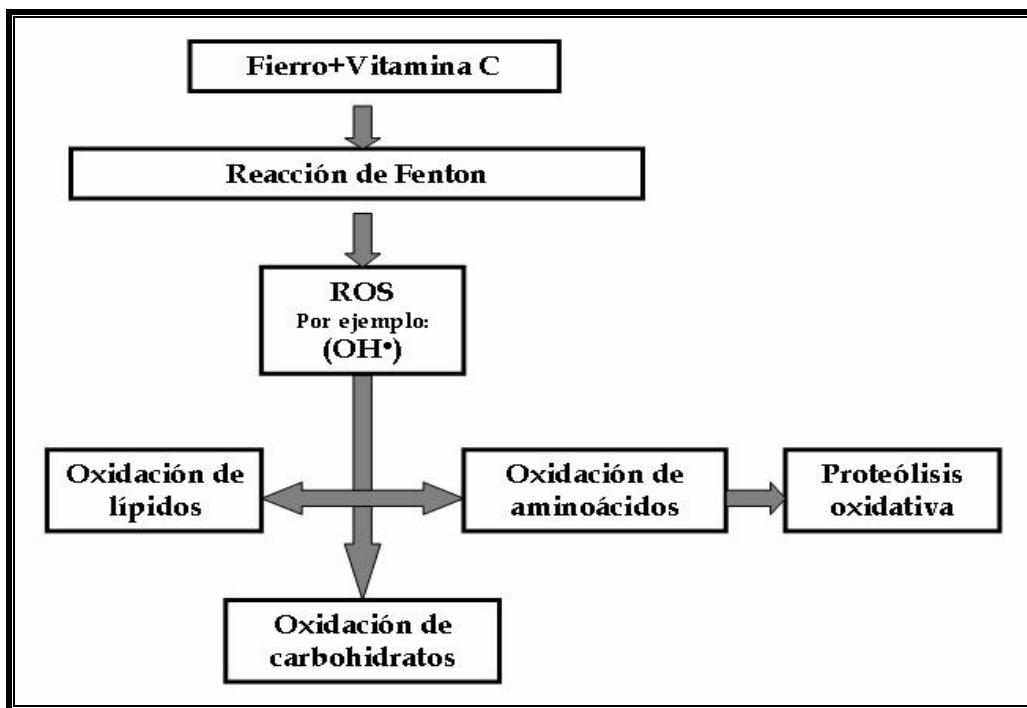 Fierro+Vitamina C
Reacción de Fenton
ROS
Por ejemplo:
(OH•)
Oxidación de
lípidos
Oxidación de
aminoácidos
Proteólisis
oxidativa
Oxidación de
carbohidratos